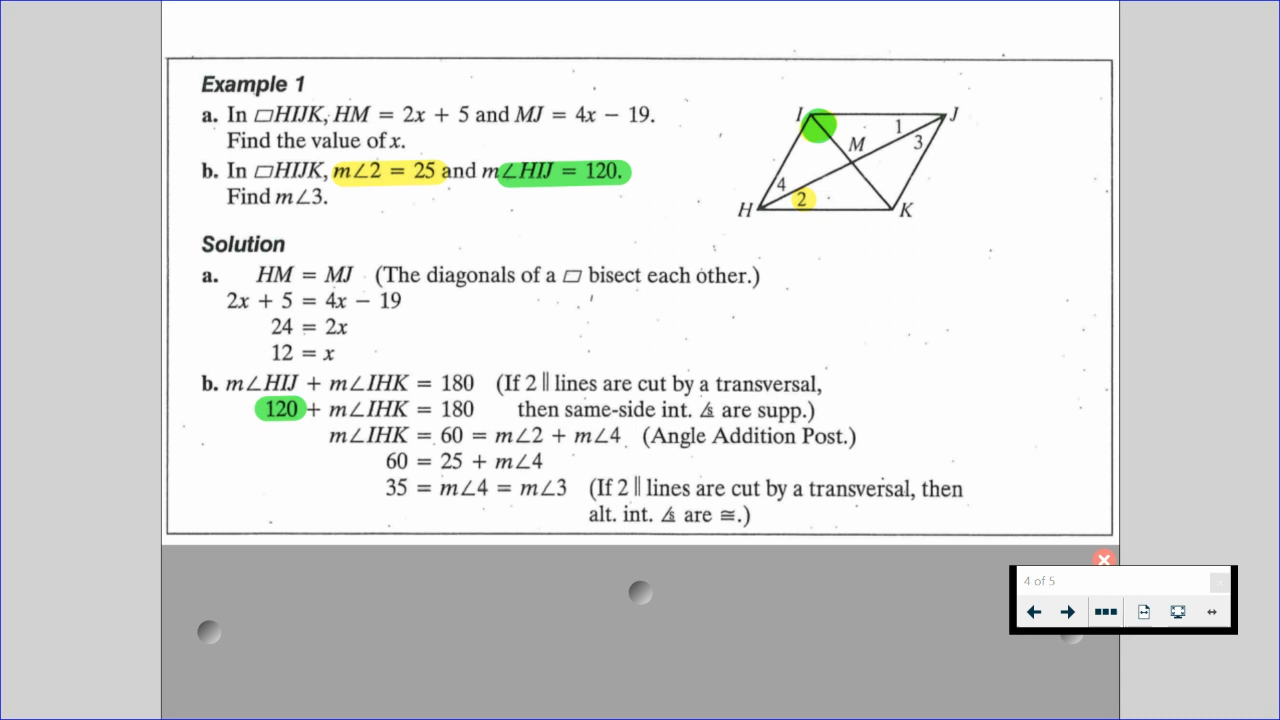 Example 1
a. In ▱HIJK, HM = 2x + 5 and MJ = 4x − 19.
Find the value of x.
b. In ▱HIJK, m∠2 = 25 and m∠HIJ = 120.
Find m∠3.
I
J
1
M
3
4
2
H
K
Solution
a. HM = MJ (The diagonals of a ▱ bisect each other.)
2x + 5 = 4x − 19
24 = 2x
12 = x
b. m∠HIJ + m∠IHK = 180 (If 2 ∥ lines are cut by a transversal,
120 + m∠IHK = 180 then same-side int. ∠s are supp.)
m∠IHK = 60 = m∠2 + m∠4 (Angle Addition Post.)
60 = 25 + m∠4
35 = m∠4 = m∠3 (If 2 ∥ lines are cut by a transversal, then
alt. int. ∠s are ≅.)
4 of 5